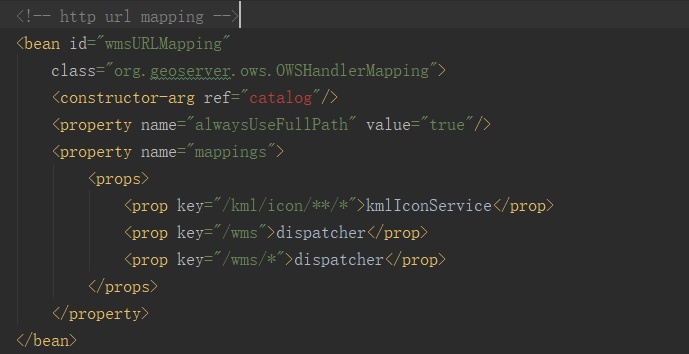 <!-- http url mapping -->
<bean id="wmsURLMapping"
class="org.geoserver.ows.OWSHandlerMapping">
<constructor-arg ref="catalog"/>
<property name="alwaysUseFullPath" value="true"/>
<property name="mappings">
<props>
<prop key="/kml/icon/**/*">kmlIconService</prop>
<prop key="/wms">dispatcher</prop>
<prop key="/wms/*">dispatcher</prop>
</props>
</property>
</bean>